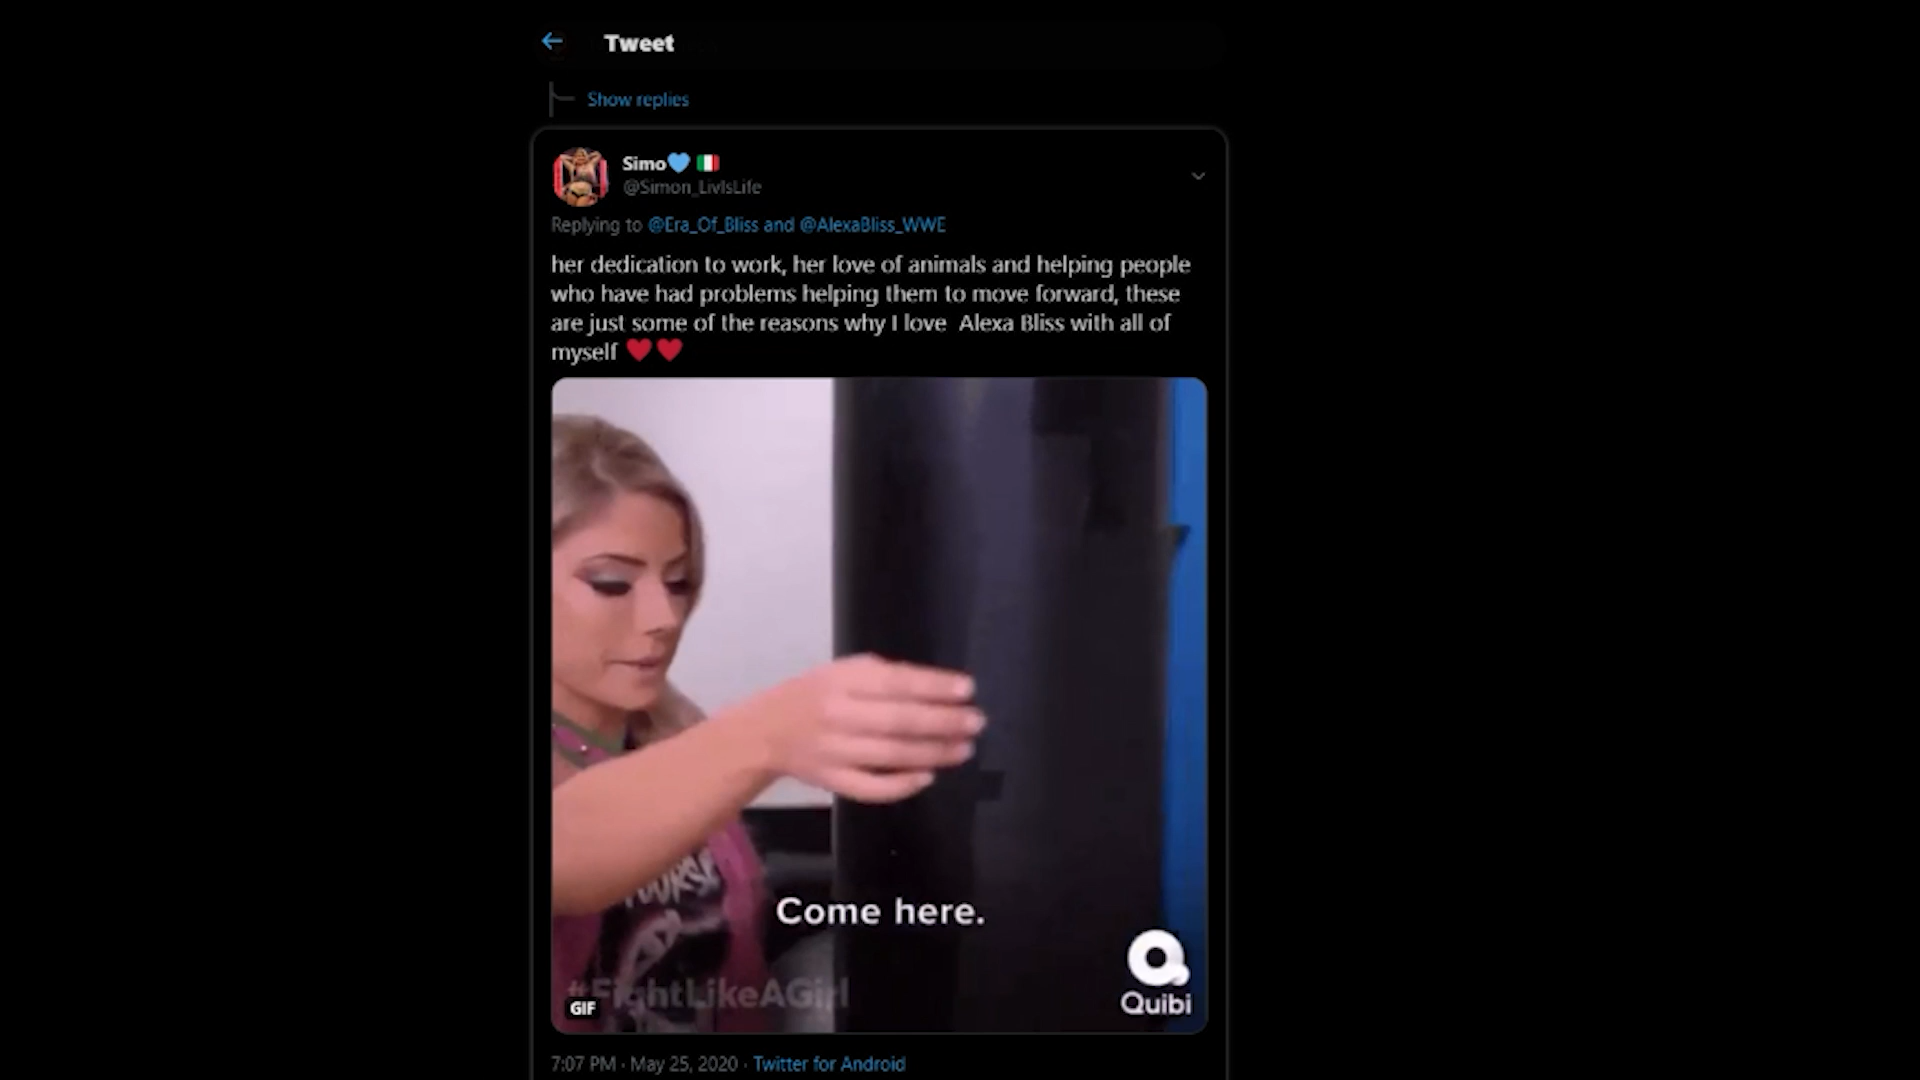 Tweet
Show replies
Simo💙 🇮🇹
@Simon_LivIsLife
Replying to @Era_Of_Bliss and @AlexaBliss_WWE
her dedication to work, her love of animals and helping people
who have had problems helping them to move forward, these
are just some of the reasons why I love  Alexa Bliss with all of
myself ♥️♥️
Come here.
#FightLikeAGirl
GIF
Quibi
7:07 PM · May 25, 2020 · Twitter for Android